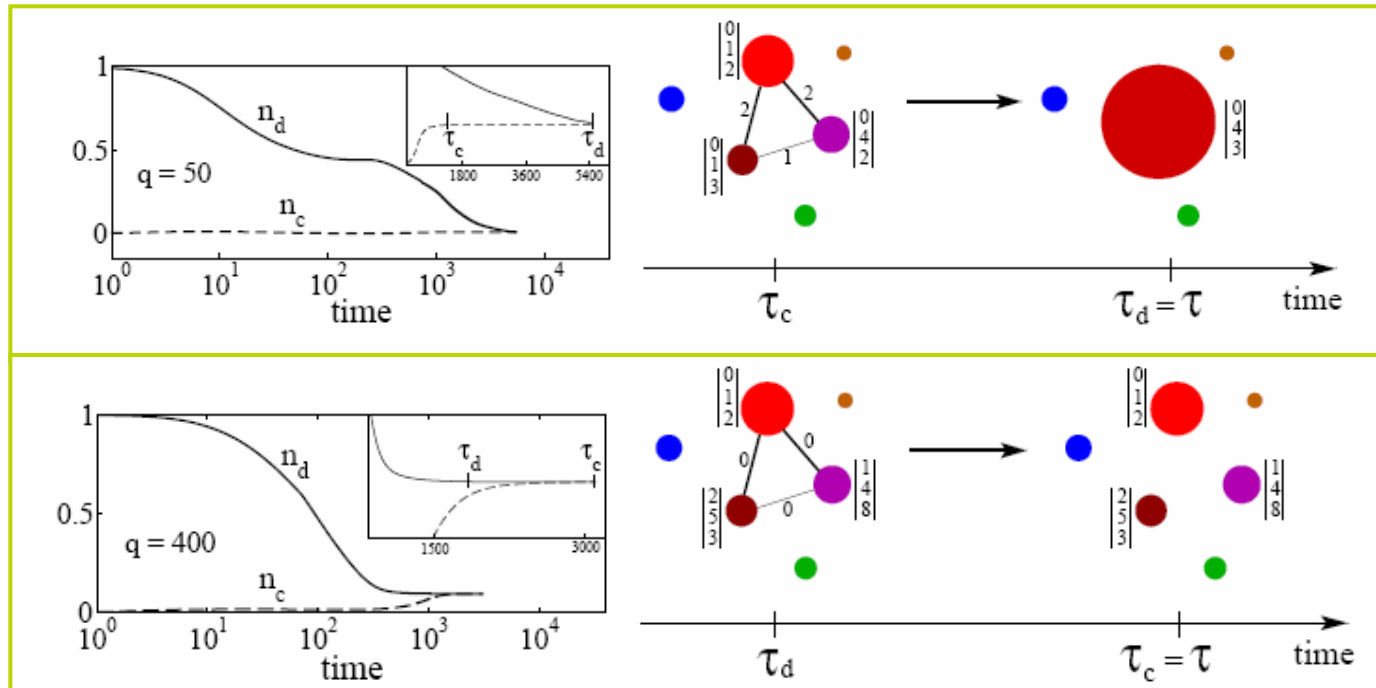 1
0.5
0
n_d
n_c
q = 50
10^0 10^1 10^2 10^3 10^4
time
τ_c τ_d
1800 3600 5400
|0 1 2|
|0 4 2|
|0 1 3|
2 2 1
|0 4 3|
τ_c τ_d = τ time
1
0.5
0
n_d
n_c
q = 400
10^0 10^1 10^2 10^3 10^4
time
τ_d τ_c
1500 3000
|0 1 2|
|1 4 8|
|2 5 3|
0 0 0
|0 1 2|
|1 4 8|
|2 5 3|
τ_d τ_c = τ time